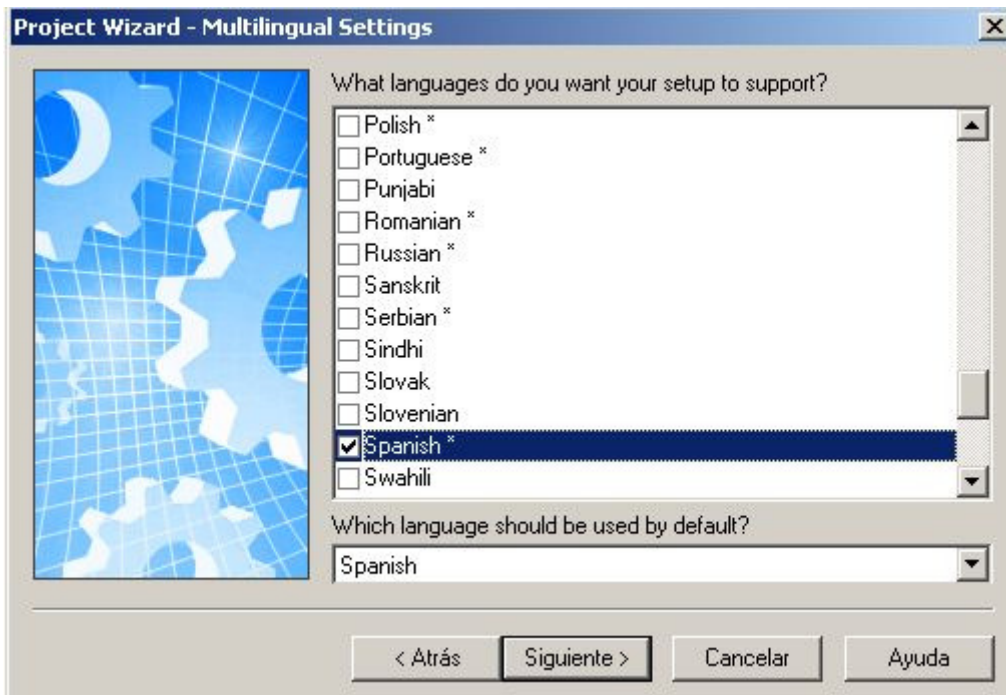 Project Wizard - Multilingual Settings
What languages do you want your setup to support?
Polish *
Portuguese *
Punjabi
Romanian *
Russian *
Sanskrit
Serbian *
Sindhi
Slovak
Slovenian
Spanish *
Swahili
Which language should be used by default?
Spanish
< Atrás Siguiente > Cancelar Ayuda